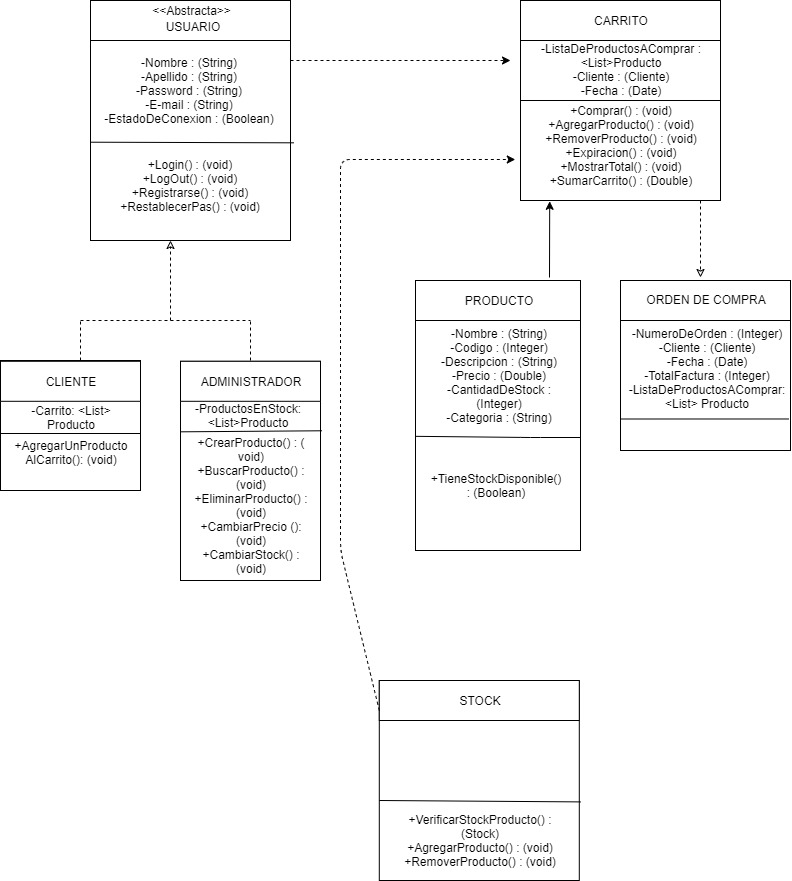 <<Abstracta>>
USUARIO
-Nombre : (String)
-Apellido : (String)
-Password : (String)
-E-mail : (String)
-EstadoDeConexion : (Boolean)
+Login() : (void)
+LogOut() : (void)
+Registrarse() : (void)
+RestablecerPas() : (void)
CARRITO
-ListaDeProductosAComprar :
<List>Producto
-Cliente : (Cliente)
-Fecha : (Date)
+Comprar() : (void)
+AgregarProducto() : (void)
+RemoverProducto() : (void)
+Expiracion() : (void)
+MostrarTotal() : (void)
+SumarCarrito() : (Double)
CLIENTE
-Carrito: <List>
Producto
+AgregarUnProducto
AlCarrito(): (void)
ADMINISTRADOR
-ProductosEnStock:
<List>Producto
+CrearProducto() : (
void)
+BuscarProducto() :
(void)
+EliminarProducto() :
(void)
+CambiarPrecio ():
(void)
+CambiarStock() :
(void)
PRODUCTO
-Nombre : (String)
-Codigo : (Integer)
-Descripcion : (String)
-Precio : (Double)
-CantidadDeStock :
(Integer)
-Categoria : (String)
+TieneStockDisponible()
: (Boolean)
ORDEN DE COMPRA
-NumeroDeOrden : (Integer)
-Cliente : (Cliente)
-Fecha : (Date)
-TotalFactura : (Integer)
-ListaDeProductosAComprar:
<List> Producto
STOCK
+VerificarStockProducto() :
(Stock)
+AgregarProducto() : (void)
+RemoverProducto() : (void)